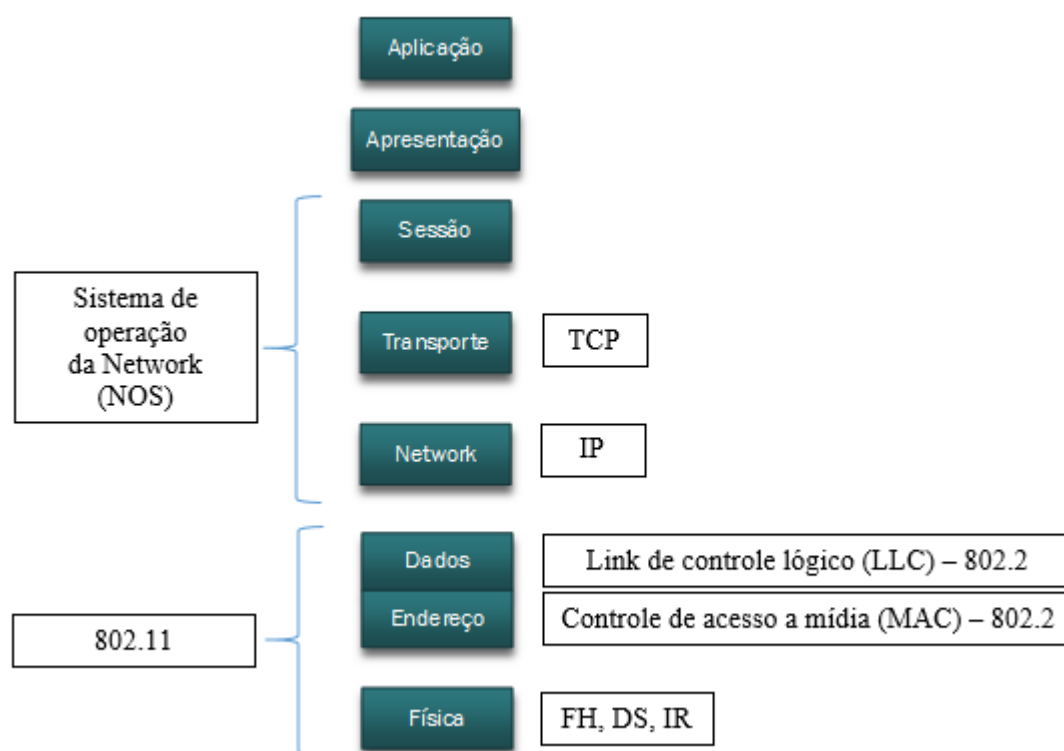 Aplicação
Apresentação
Sessão
Sistema de
operação
da Network
(NOS)
Transporte
TCP
Network
IP
Dados
Link de controle lógico (LLC) – 802.2
Endereço
Controle de acesso a mídia (MAC) – 802.2
802.11
Física
FH, DS, IR